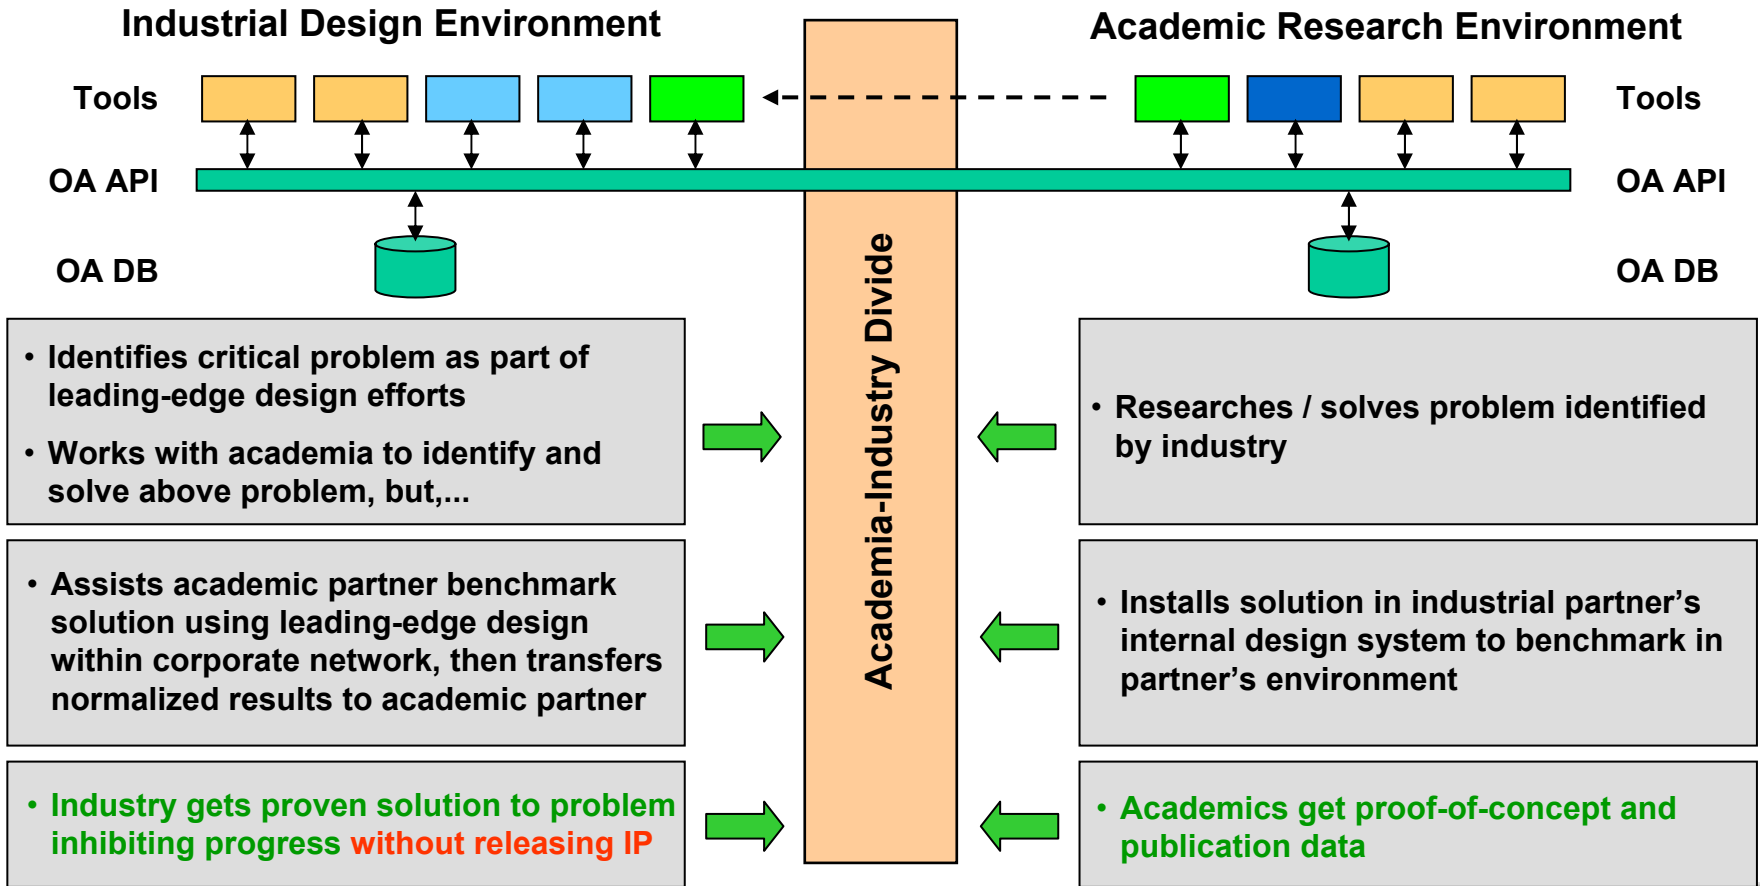 Industrial Design Environment
Academic Research Environment
Tools
Tools
OA API
OA API
OA DB
OA DB
Academia-Industry Divide
• Identifies critical problem as part of
leading-edge design efforts
• Works with academia to identify and
solve above problem, but,...
• Researches / solves problem identified
by industry
• Assists academic partner benchmark
solution using leading-edge design
within corporate network, then transfers
normalized results to academic partner
• Installs solution in industrial partner’s
internal design system to benchmark in
partner’s environment
• Industry gets proven solution to problem
inhibiting progress without releasing IP
• Academics get proof-of-concept and
publication data